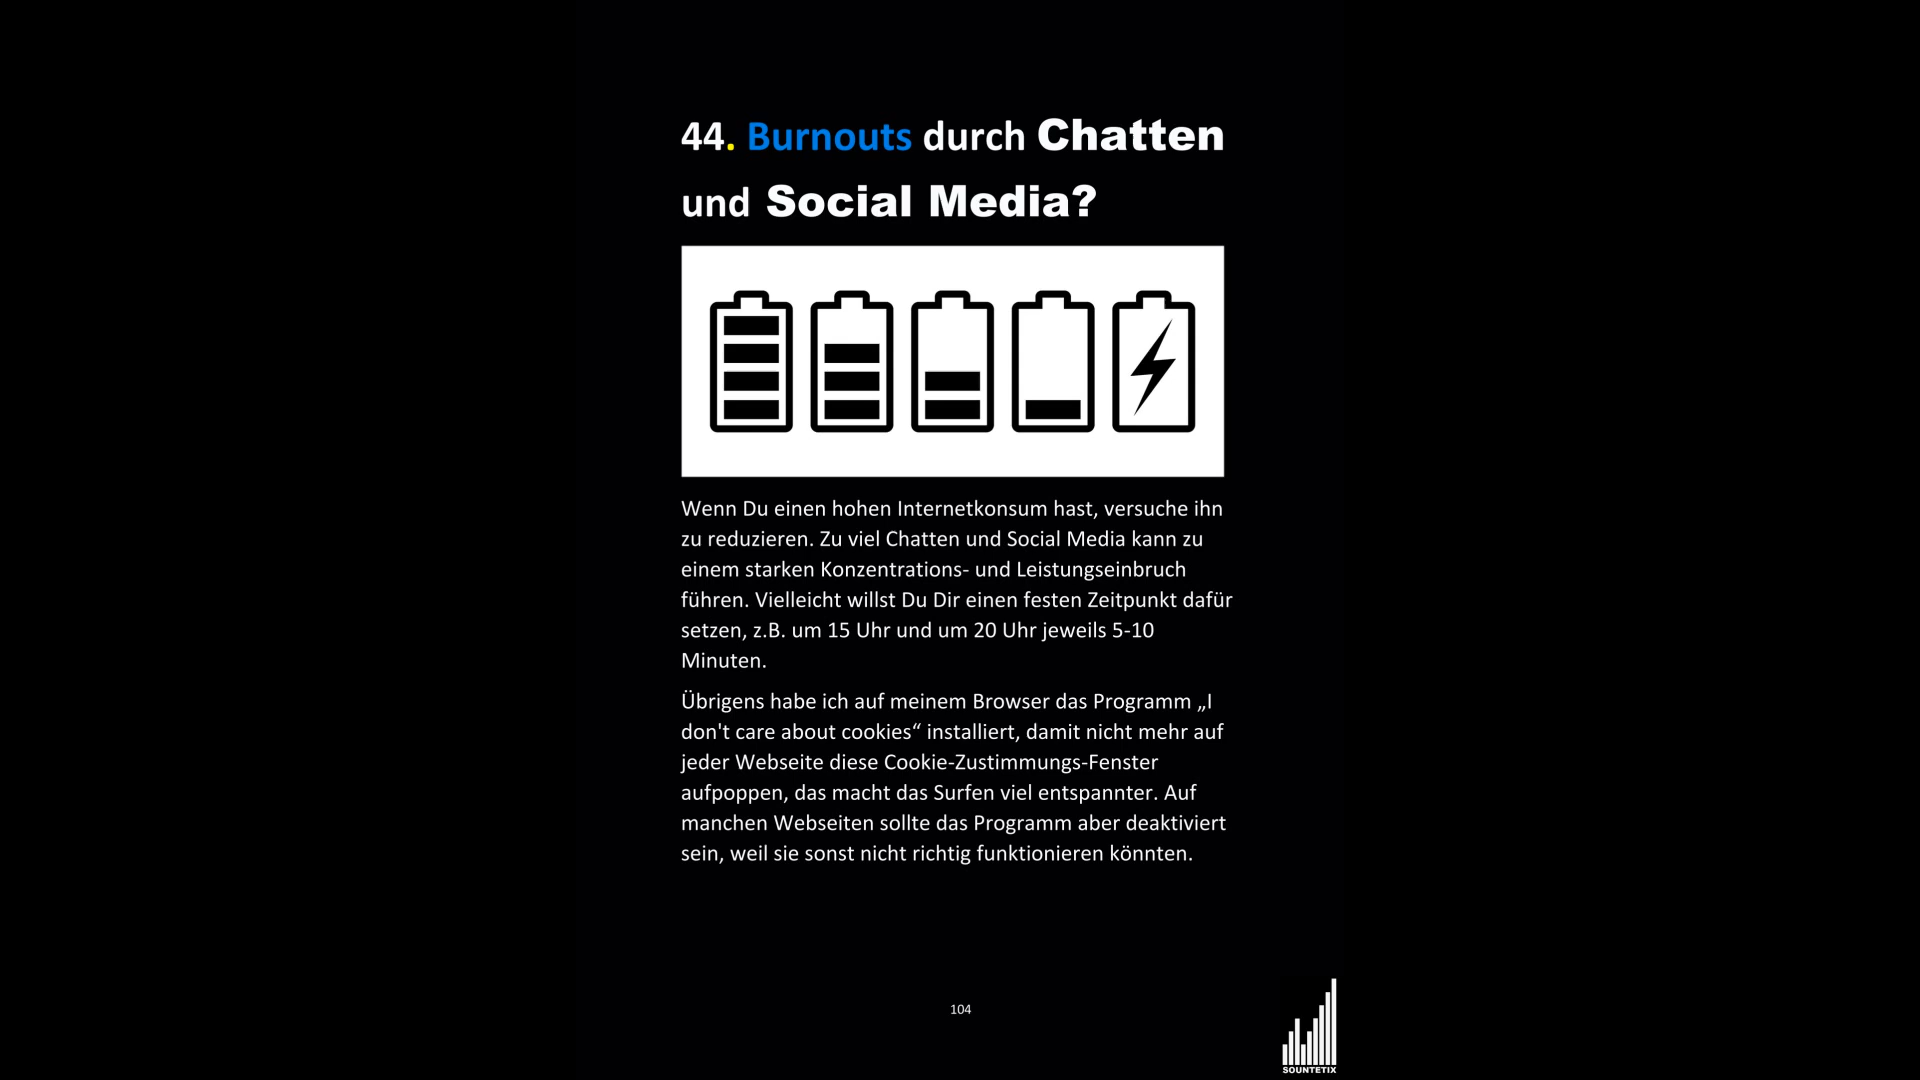 44. Burnouts durch Chatten
und Social Media?
Wenn Du einen hohen Internetkonsum hast, versuche ihn
zu reduzieren. Zu viel Chatten und Social Media kann zu
einem starken Konzentrations- und Leistungseinbruch
führen. Vielleicht willst Du Dir einen festen Zeitpunkt dafür
setzen, z.B. um 15 Uhr und um 20 Uhr jeweils 5-10
Minuten.
Übrigens habe ich auf meinem Browser das Programm „I
don't care about cookies“ installiert, damit nicht mehr auf
jeder Webseite diese Cookie-Zustimmungs-Fenster
aufpoppen, das macht das Surfen viel entspannter. Auf
manchen Webseiten sollte das Programm aber deaktiviert
sein, weil sie sonst nicht richtig funktionieren könnten.
104
SOUNTETIX